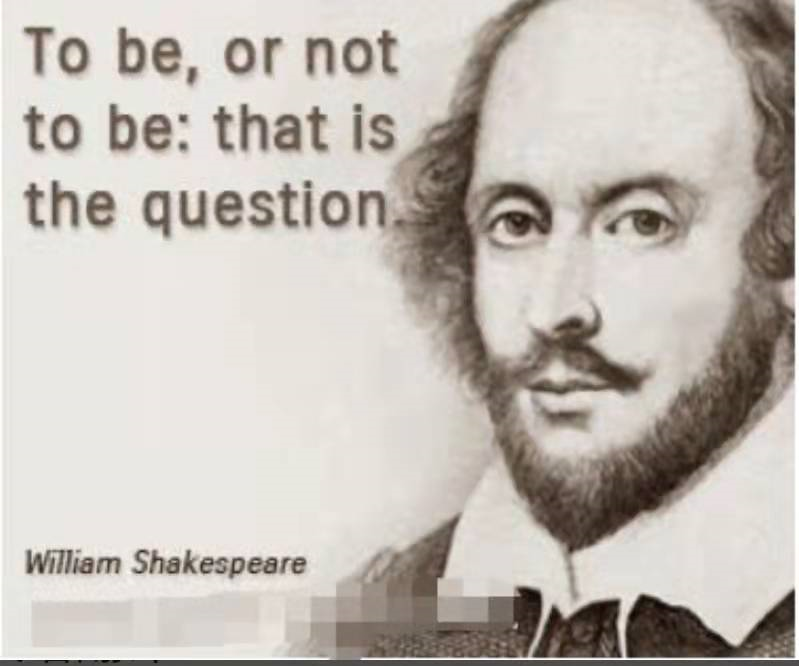 To be, or not
to be: that is
the question.
William Shakespeare